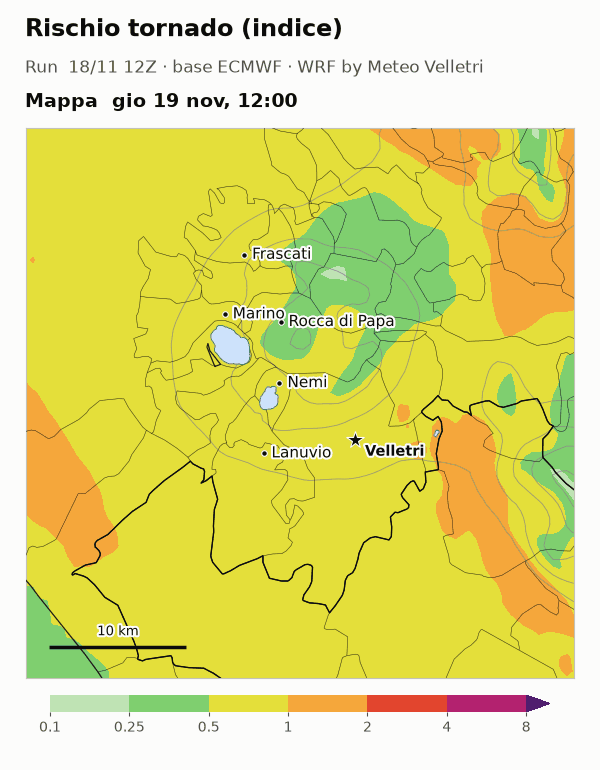 Rischio tornado (indice)
Run  18/11 12Z · base ECMWF · WRF by Meteo Velletri
Mappa  gio 19 nov, 12:00
Frascati
Marino
Rocca di Papa
Nemi
Velletri
Lanuvio
10 km
0.1 0.25 0.5 1 2 4 8